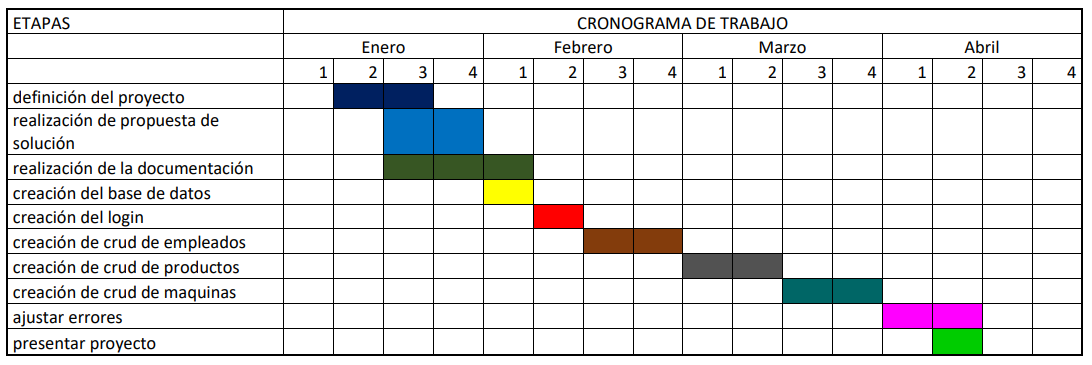 ETAPAS CRONOGRAMA DE TRABAJO
Enero Febrero Marzo Abril
1 2 3 4 1 2 3 4 1 2 3 4 1 2 3 4
definición del proyecto
realización de propuesta de
solución
realización de la documentación
creación del base de datos
creación del login
creación de crud de empleados
creación de crud de productos
creación de crud de maquinas
ajustar errores
presentar proyecto